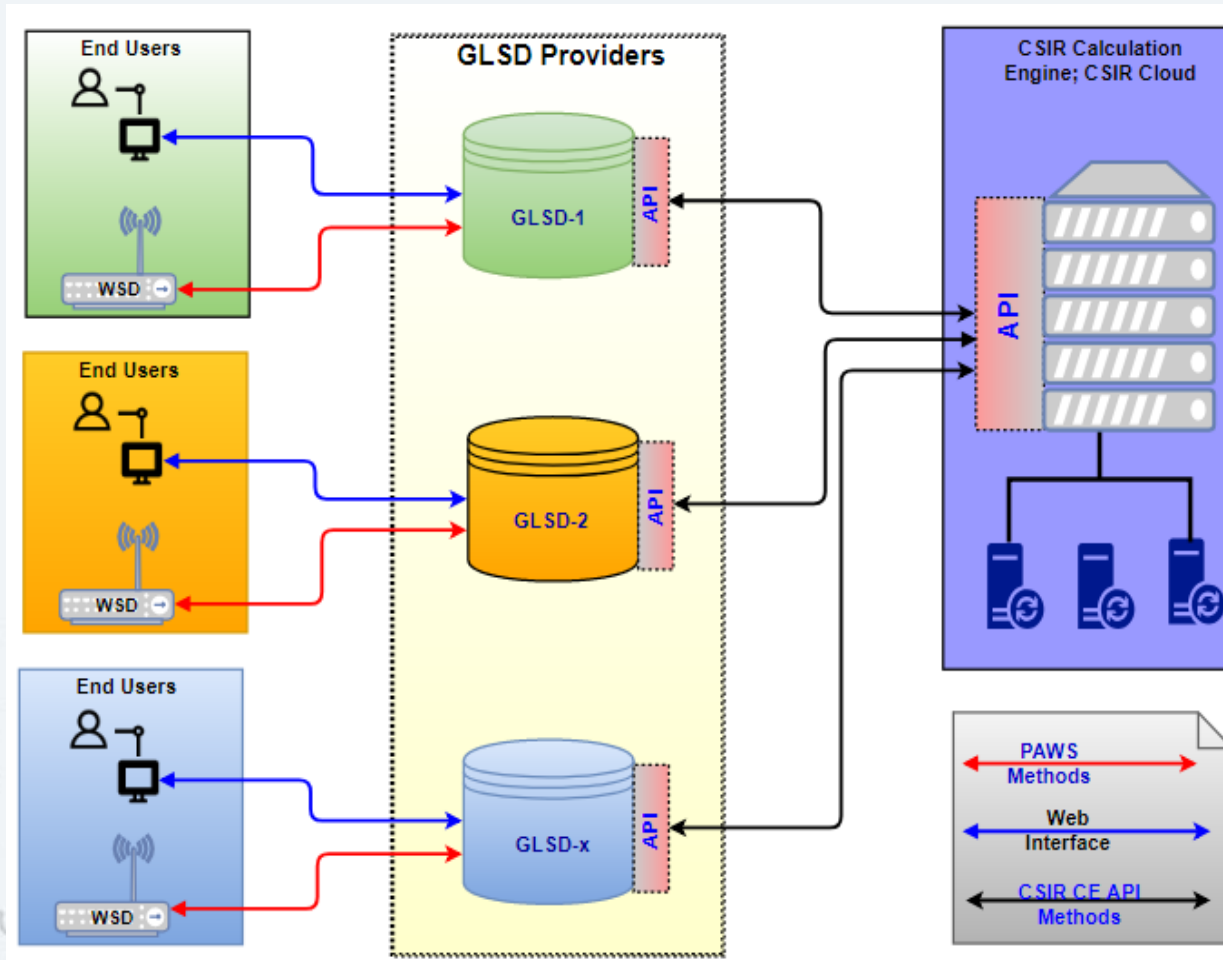 End Users
WSD
End Users
WSD
End Users
WSD
GLSD Providers
GLSD-1
API
GLSD-2
API
GLSD-x
API
CSIR Calculation
Engine; CSIR Cloud
API
PAWS
Methods
Web
Interface
CSIR CE API
Methods